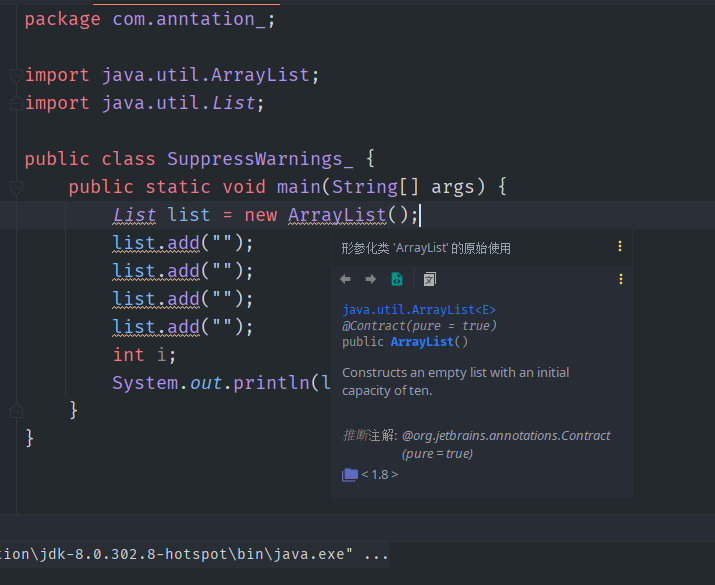 package com.anntation_;
import java.util.ArrayList;
import java.util.List;
public class SuppressWarnings_ {
public static void main(String[] args) {
List list = new ArrayList();
list.add("");
list.add("");
list.add("");
list.add("");
int i;
System.out.println(l
}
}
形参化类 'ArrayList' 的原始使用
java.util.ArrayList<E>
@Contract(pure = true)
public ArrayList()
Constructs an empty list with an initial
capacity of ten.
推断注解: @org.jetbrains.annotations.Contract
(pure = true)
< 1.8 >
tion\jdk-8.0.302.8-hotspot\bin\java.exe" ...